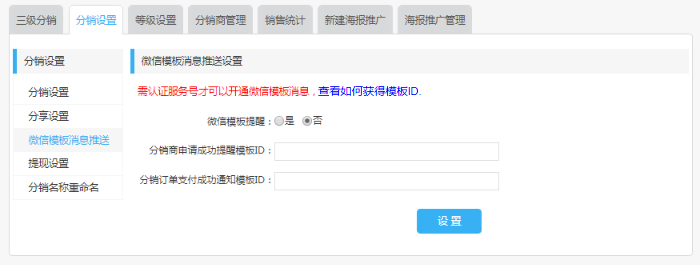 三级分销 分销设置 等级设置 分销商管理 销售统计 新建海报推广 海报推广管理
分销设置
分销设置
分享设置
微信模板消息推送
提现设置
分销名称重命名
微信模板消息推送设置
需认证服务号才可以开通微信模板消息，查看如何获得模板ID.
微信模板提醒：是 否
分销商申请成功提醒模板ID：
分销订单支付成功通知模板ID：
设 置